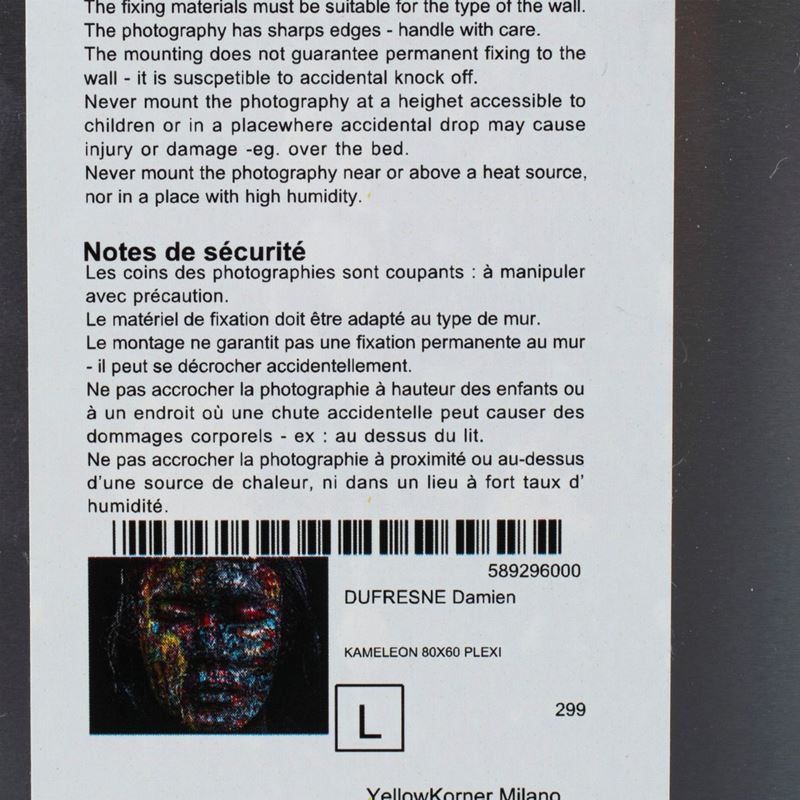 The fixing materials must be suitable for the type of the wall.
The photography has sharps edges - handle with care.
The mounting does not guarantee permanent fixing to the
wall - it is suscpetible to accidental knock off.
Never mount the photography at a heighet accessible to
children or in a placewhere accidental drop may cause
injury or damage -eg. over the bed.
Never mount the photography near or above a heat source,
nor in a place with high humidity.
Notes de sécurité
Les coins des photographies sont coupants : à manipuler
avec précaution.
Le matériel de fixation doit être adapté au type de mur.
Le montage ne garantit pas une fixation permanente au mur
- il peut se décrocher accidentellement.
Ne pas accrocher la photographie à hauteur des enfants ou
à un endroit où une chute accidentelle peut causer des
dommages corporels - ex : au dessus du lit.
Ne pas accrocher la photographie à proximité ou au-dessus
d'une source de chaleur, ni dans un lieu à fort taux d'
humidité.
589296000
DUFRESNE Damien
KAMELEON 80X60 PLEXI
L
299
YellowKorner Milano